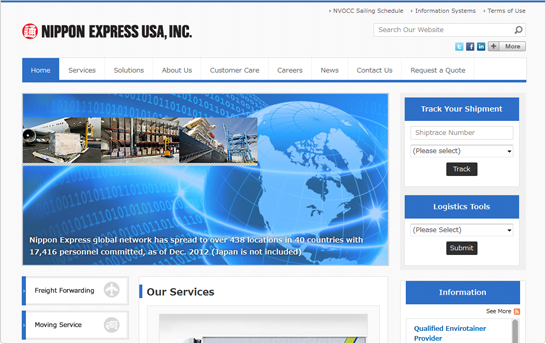 NVOCC Sailing Schedule Information Systems Terms of Use
NIPPON EXPRESS USA, INC.
Search Our Website
More
Home Services Solutions About Us Customer Care Careers News Contact Us Request a Quote
Track Your Shipment
Shiptrace Number
(Please select)
Track
Nippon Express global network has spread to over 438 locations in 40 countries with
17,416 personnel committed, as of Dec. 2012 (Japan is not included)
Logistics Tools
(Please Select)
Submit
Freight Forwarding
Moving Service
Our Services
Information
See More
Qualified Envirotainer
Provider